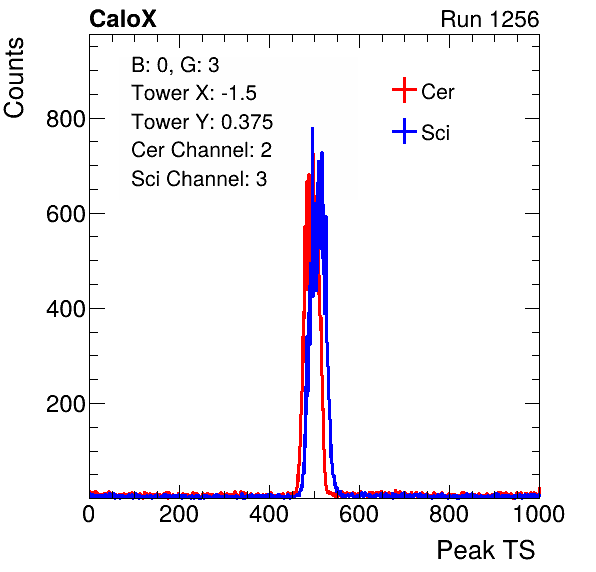 CaloX Run 1256
Counts
B: 0, G: 3
Tower X: -1.5
Tower Y: 0.375
Cer Channel: 2
Sci Channel: 3
Cer
Sci
800
600
400
200
0 200 400 600 800 1000
Peak TS